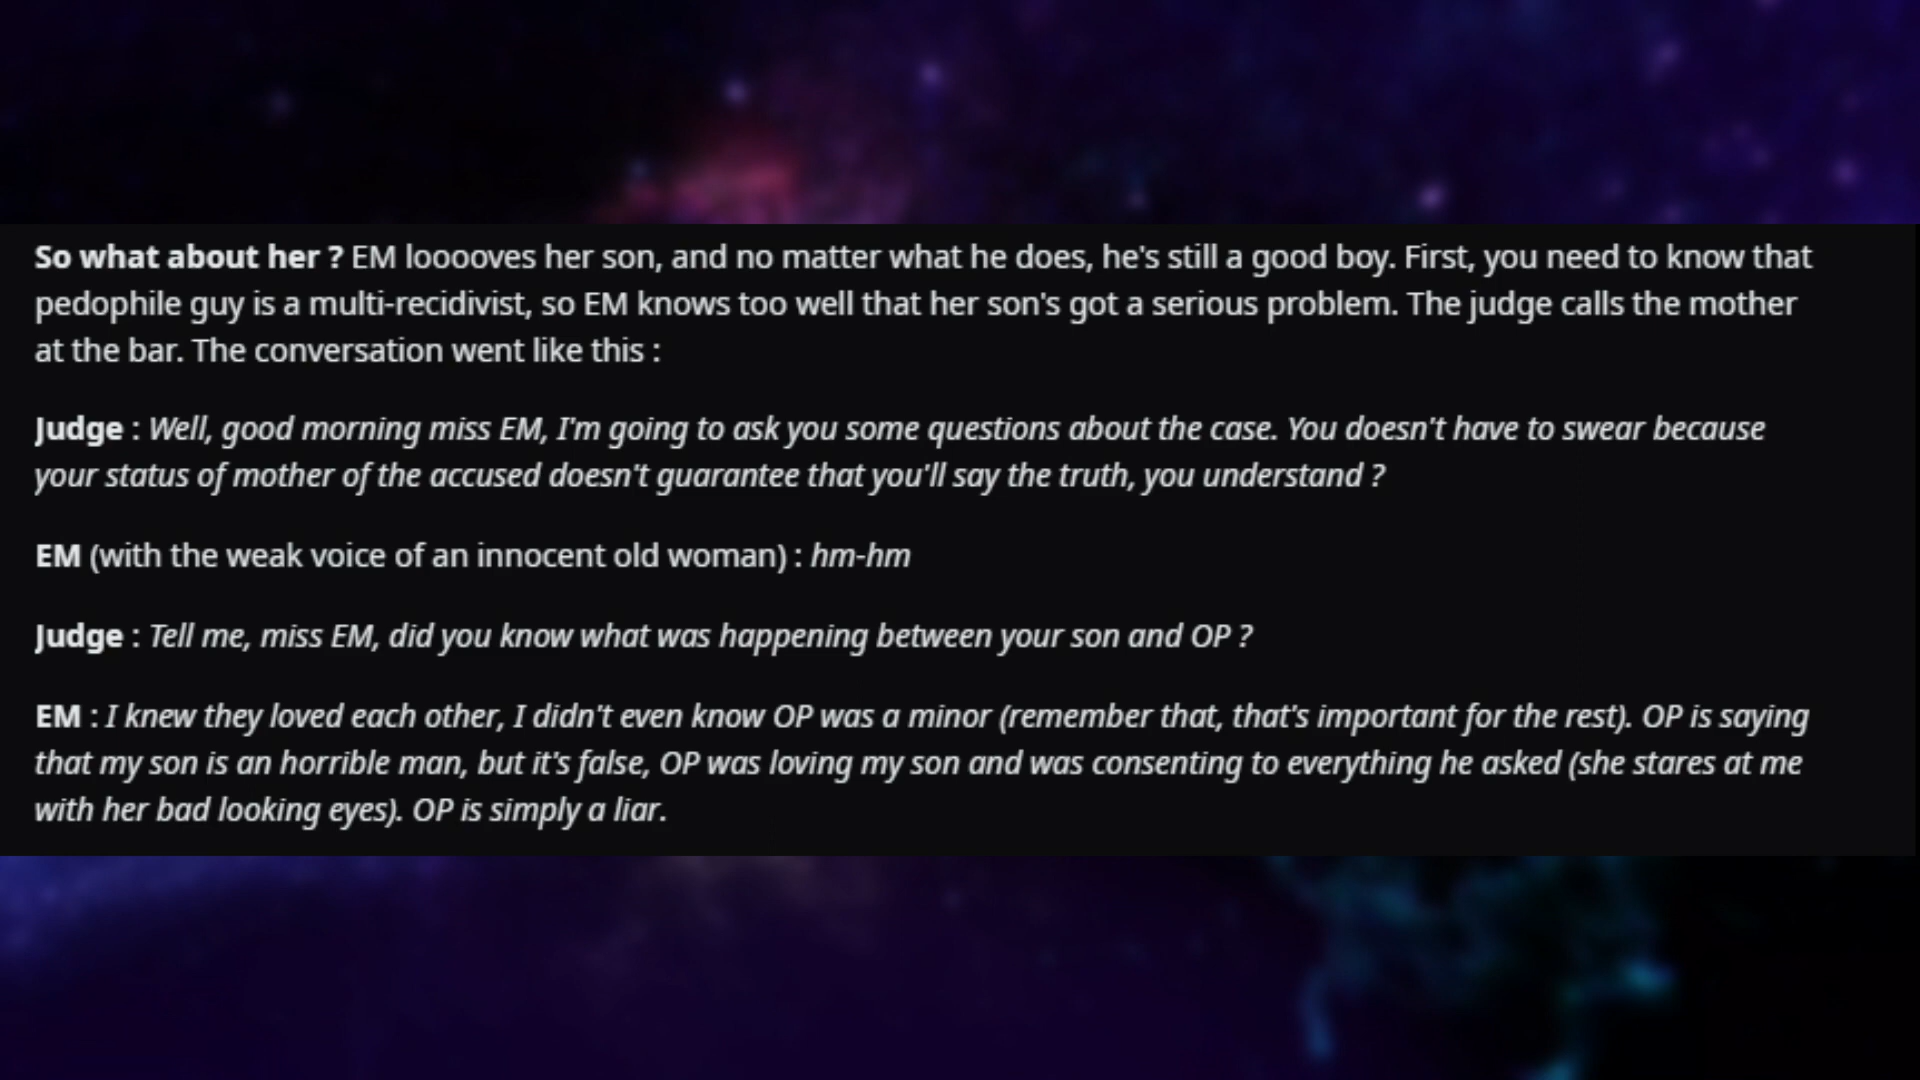 So what about her ? EM looooves her son, and no matter what he does, he's still a good boy. First, you need to know that
pedophile guy is a multi-recidivist, so EM knows too well that her son's got a serious problem. The judge calls the mother
at the bar. The conversation went like this :
Judge : Well, good morning miss EM, I'm going to ask you some questions about the case. You doesn't have to swear because
your status of mother of the accused doesn't guarantee that you'll say the truth, you understand ?
EM (with the weak voice of an innocent old woman) : hm-hm
Judge : Tell me, miss EM, did you know what was happening between your son and OP ?
EM : I knew they loved each other, I didn't even know OP was a minor (remember that, that's important for the rest). OP is saying
that my son is an horrible man, but it's false, OP was loving my son and was consenting to everything he asked (she stares at me
with her bad looking eyes). OP is simply a liar.